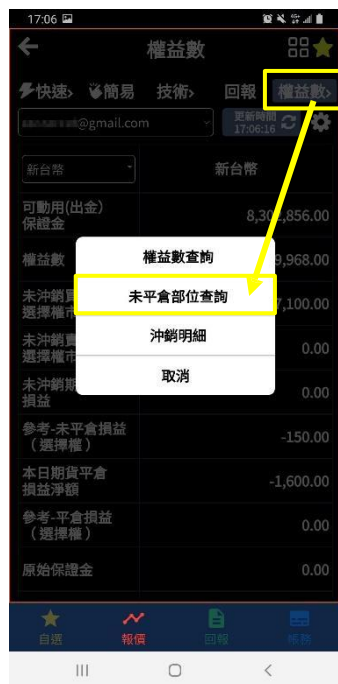 17:06
權益數
快速> 簡易 技術> 回報 權益數>
@gmail.com 更新時間
17:06:16
新台幣 新台幣
可動用(出金)
保證金 8,302,856.00
權益數 9,968.00
未沖銷買
選擇權市 7,100.00
未沖銷賣
選擇權市 0.00
未沖銷期
損益 0.00
參考-未平倉損益
(選擇權) -150.00
本日期貨平倉
損益淨額 -1,600.00
參考-平倉損益
(選擇權) 0.00
原始保證金 0.00
權益數查詢
未平倉部位查詢
沖銷明細
取消
自選 報價 回報 帳務